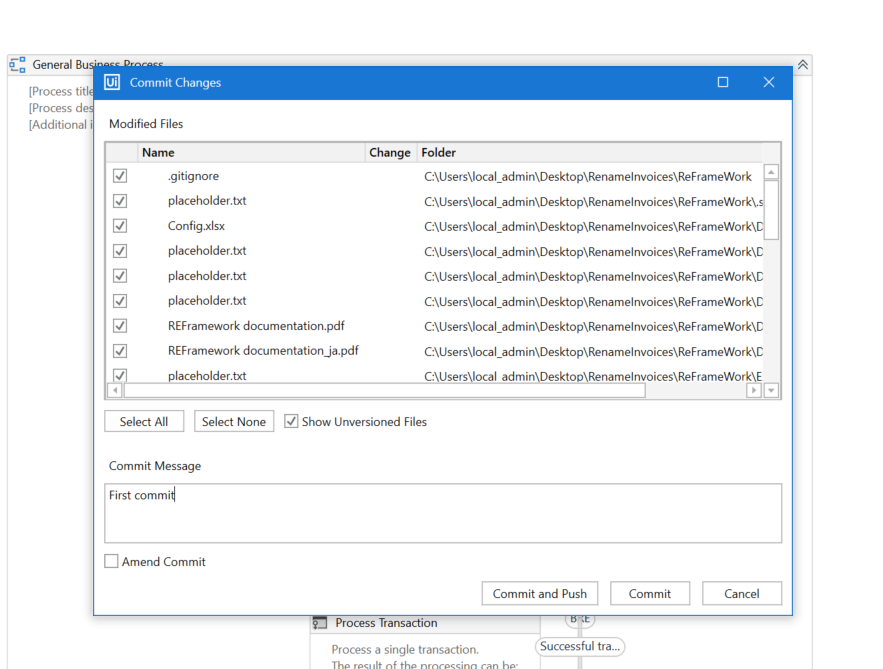 General Business Process
[Process title
[Process des
[Additional i
Ui Commit Changes
Modified Files
Name Change Folder
.gitignore C:\Users\local_admin\Desktop\RenameInvoices\ReFrameWork
placeholder.txt C:\Users\local_admin\Desktop\RenameInvoices\ReFrameWork\.s
Config.xlsx C:\Users\local_admin\Desktop\RenameInvoices\ReFrameWork\D
placeholder.txt C:\Users\local_admin\Desktop\RenameInvoices\ReFrameWork\D
placeholder.txt C:\Users\local_admin\Desktop\RenameInvoices\ReFrameWork\D
placeholder.txt C:\Users\local_admin\Desktop\RenameInvoices\ReFrameWork\D
REFramework documentation.pdf C:\Users\local_admin\Desktop\RenameInvoices\ReFrameWork\D
REFramework documentation_ja.pdf C:\Users\local_admin\Desktop\RenameInvoices\ReFrameWork\D
placeholder.txt C:\Users\local_admin\Desktop\RenameInvoices\ReFrameWork\E
Select All Select None Show Unversioned Files
Commit Message
First commit
Amend Commit
Commit and Push Commit Cancel
Process Transaction
Process a single transaction. Successful tra...
The result of the processing can be: